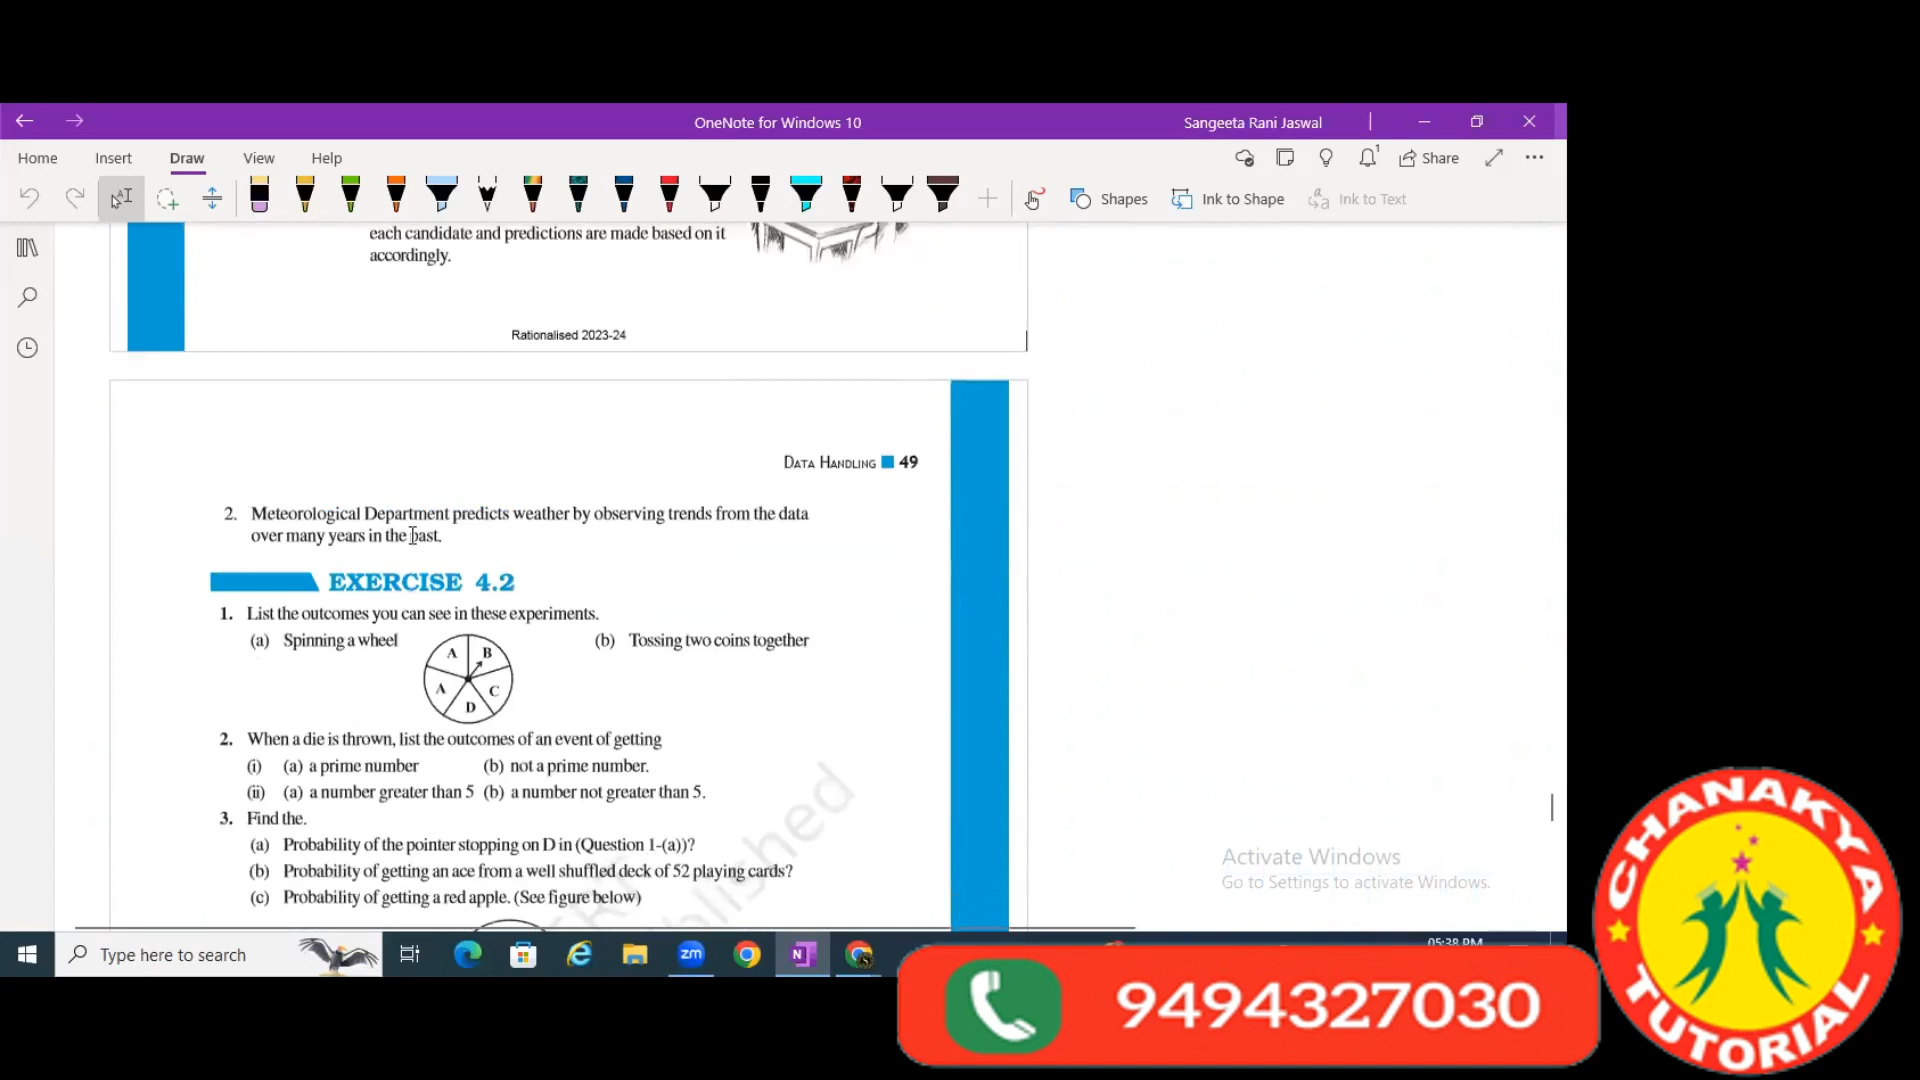 OneNote for Windows 10
Sangeeta Rani Jaswal
Home Insert Draw View Help
1
Share
Shapes
Ink to Shape
Ink to Text
each candidate and predictions are made based on it
accordingly.
Rationalised 2023-24
DATA HANDLING 49
2. Meteorological Department predicts weather by observing trends from the data
over many years in the past.
EXERCISE 4.2
1. List the outcomes you can see in these experiments.
(a) Spinning a wheel
(b) Tossing two coins together
A B
A C
D
2. When a die is thrown, list the outcomes of an event of getting
(i) (a) a prime number (b) not a prime number.
(ii) (a) a number greater than 5 (b) a number not greater than 5.
3. Find the.
(a) Probability of the pointer stopping on D in (Question 1-(a))?
(b) Probability of getting an ace from a well shuffled deck of 52 playing cards?
(c) Probability of getting a red apple. (See figure below)
Activate Windows
Go to Settings to activate Windows.
Type here to search
zm
N
05:38 PM
9494327030
CHANAKYA
TUTORIAL